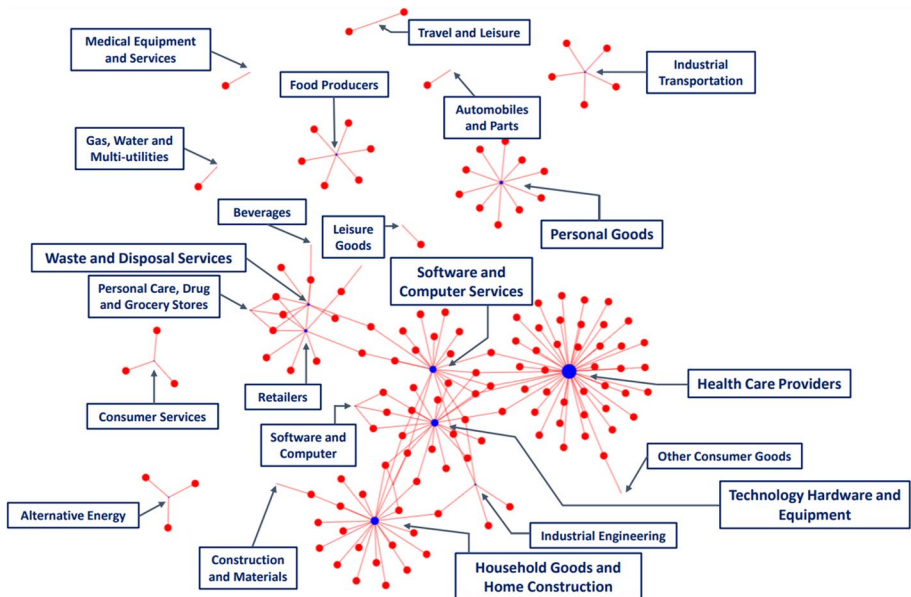 Travel and Leisure
Medical Equipment
and Services
Industrial
Transportation
Food Producers
Automobiles
and Parts
Gas, Water and
Multi-utilities
Beverages
Leisure
Goods
Personal Goods
Waste and Disposal Services
Software and
Computer Services
Personal Care, Drug
and Grocery Stores
Health Care Providers
Retailers
Consumer Services
Software and
Computer
Other Consumer Goods
Technology Hardware and
Equipment
Alternative Energy
Industrial Engineering
Construction
and Materials
Household Goods and
Home Construction